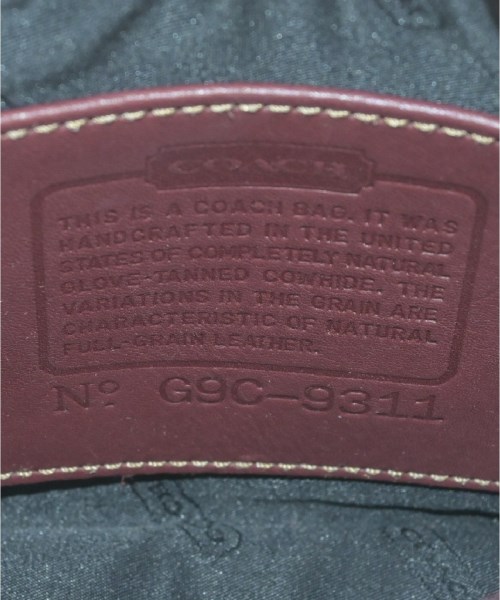 COACH
THIS IS A COACH BAG. IT WAS
HANDCRAFTED IN THE UNITED
STATES OF COMPLETELY NATURAL
GLOVE-TANNED COWHIDE. THE
VARIATIONS IN THE GRAIN ARE
CHARACTERISTIC OF NATURAL
FULL-GRAIN LEATHER.
Nº G9C-9311